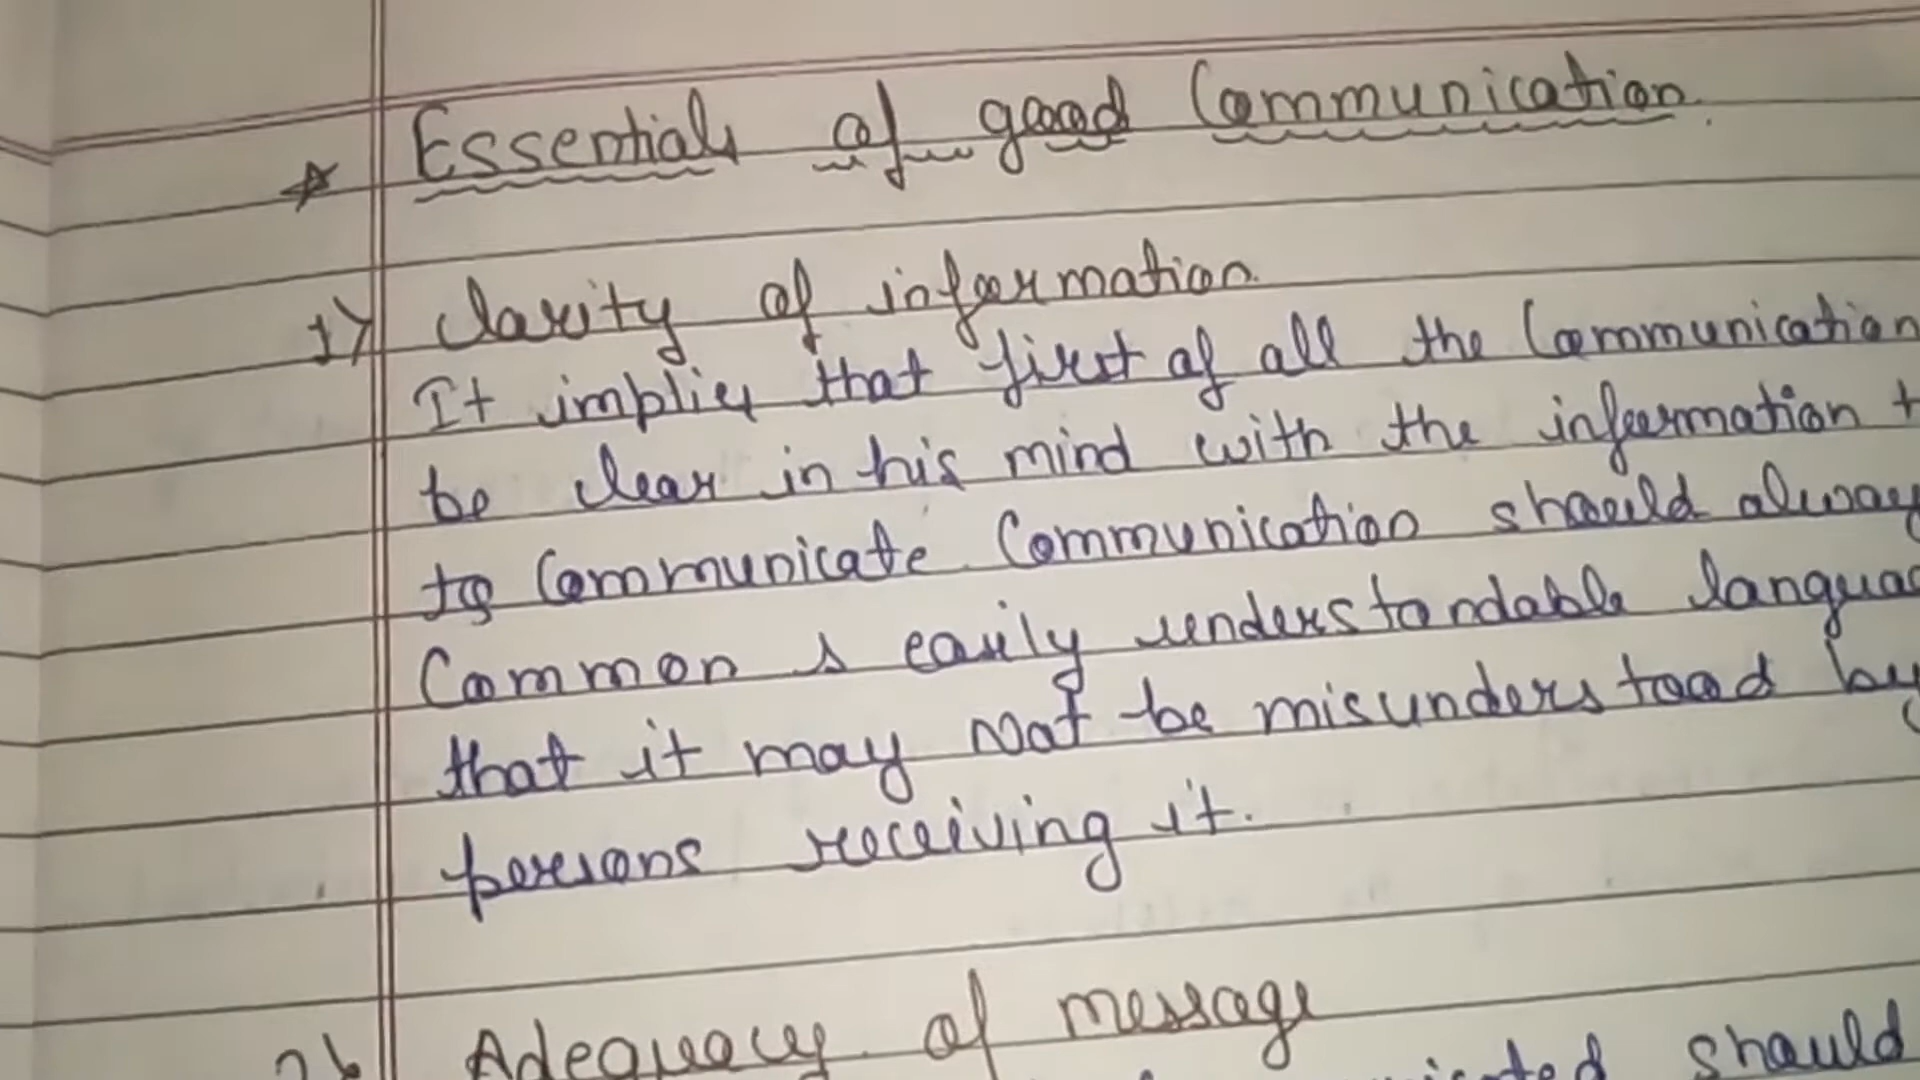 ☆ Essentials of good Communication.
1) Clarity of information.
It implies that first of all the Communication
be clear in his mind with the information
to Communicate. Communication should
Common & easily understandable
that it may Not be misunderstood by
persons receiving it.
2) Adequacy of message
should